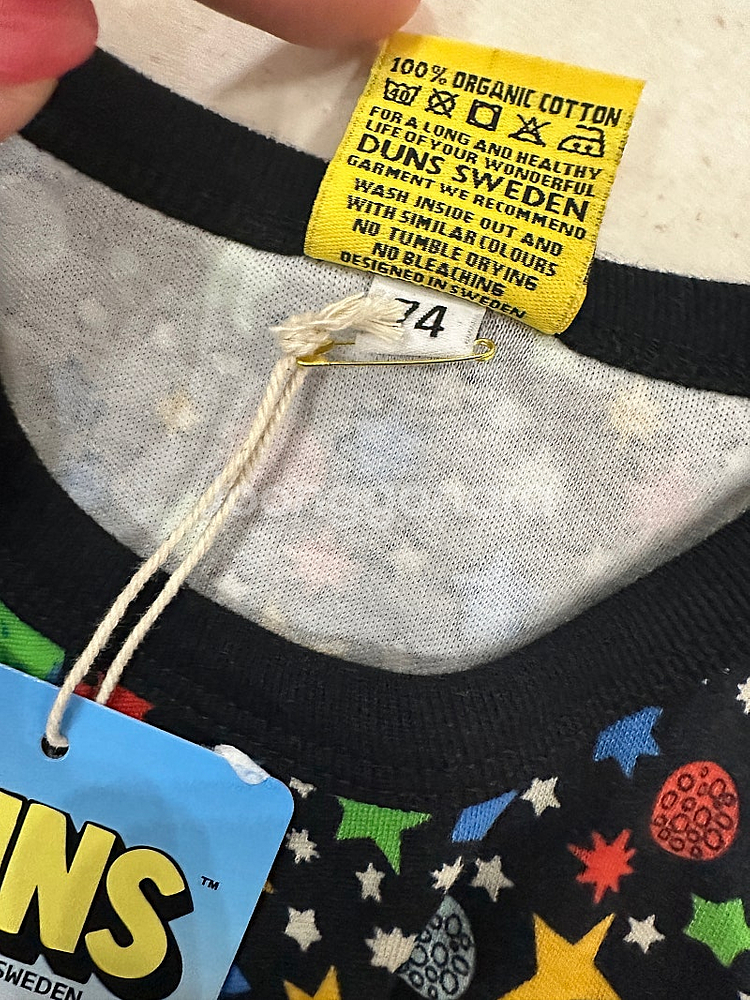 100% ORGANIC COTTON
40
FOR A LONG AND HEALTHY
LIFE OF YOUR WONDERFUL
DUNS SWEDEN
GARMENT WE RECOMMEND
WASH INSIDE OUT AND
WITH SIMILAR COLOURS
NO TUMBLE DRYING
NO BLEACHING
DESIGNED IN SWEDEN
74
UNS™
SWEDEN